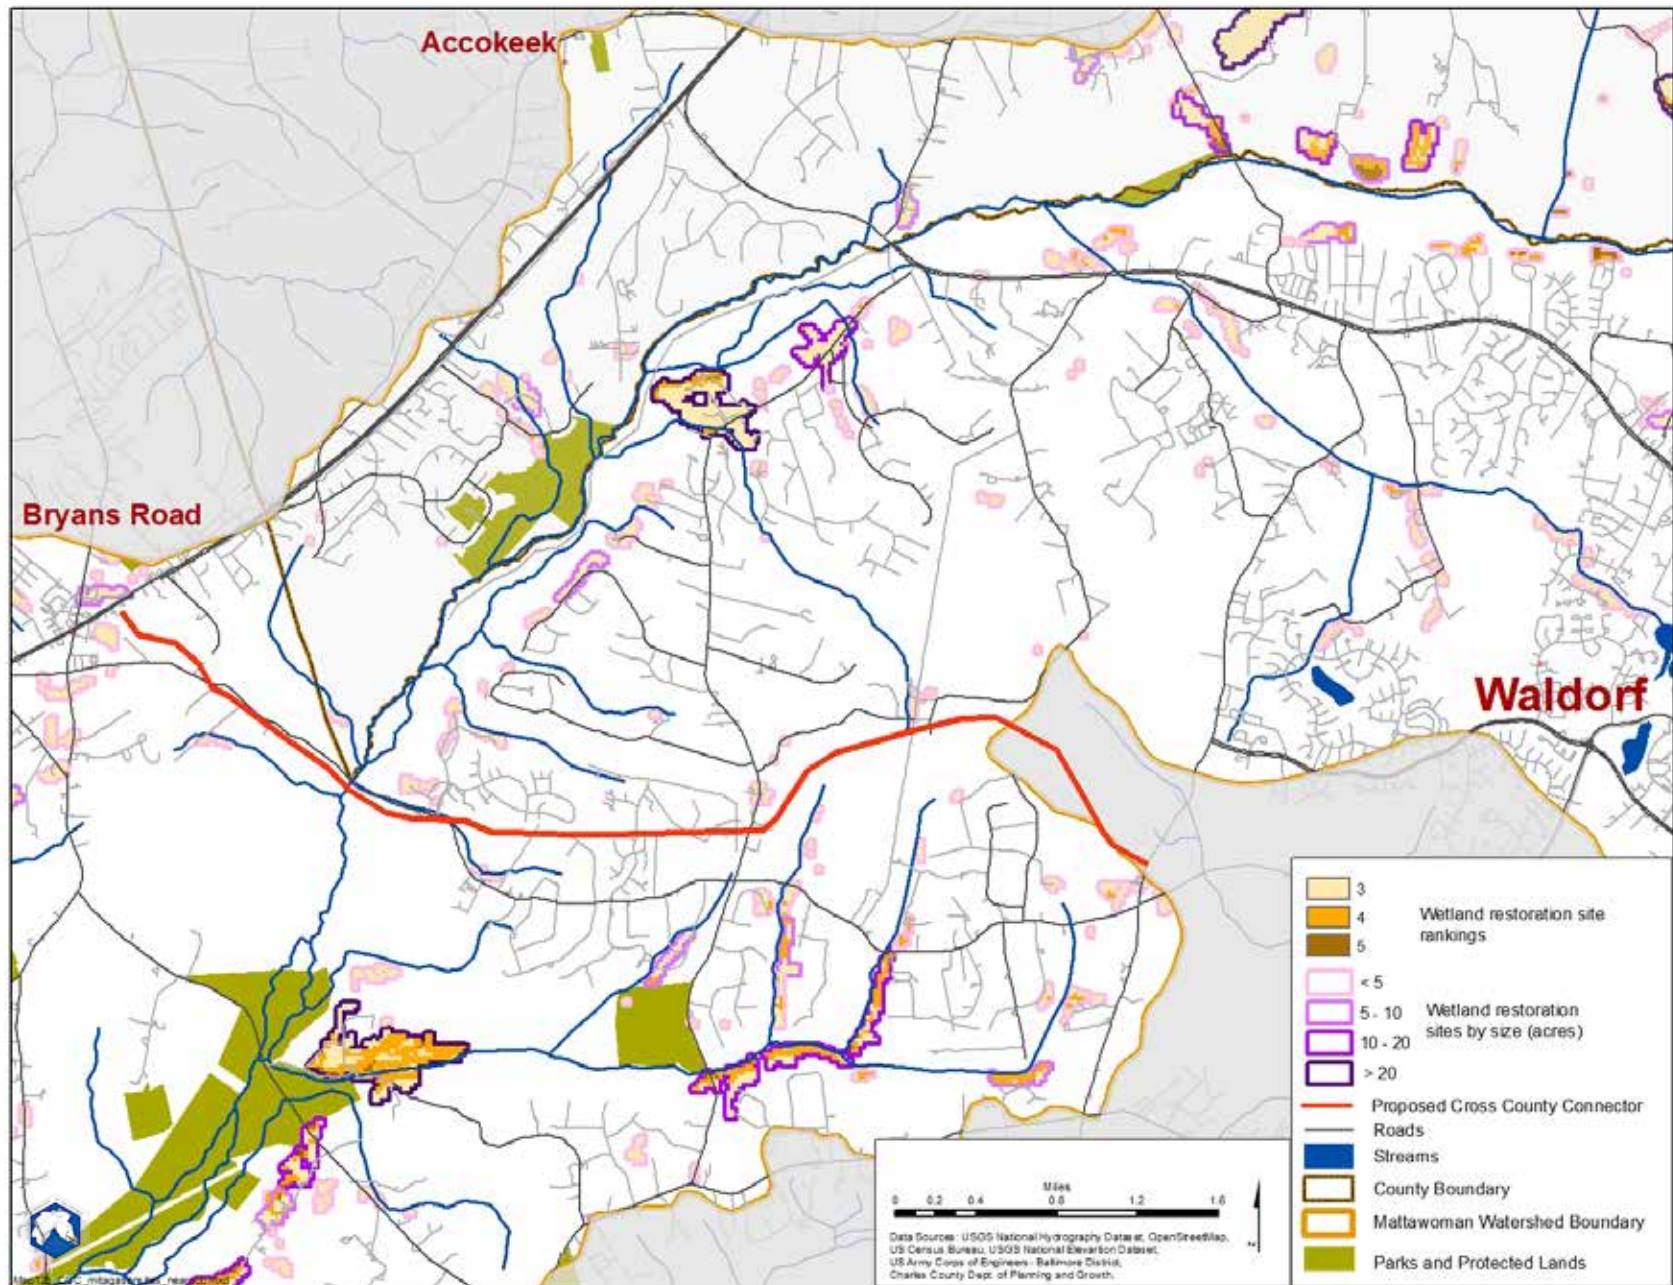 Accokeek
Bryans Road
Waldorf
3
4
5
Wetland restoration site
rankings
< 5
5 - 10
10 - 20
> 20
Wetland restoration
sites by size (acres)
Proposed Cross County Connector
Roads
Streams
County Boundary
Mattawoman Watershed Boundary
Parks and Protected Lands
Miles
0 0.2 0.4 0.8 1.2 1.6
Data Sources: USGS National Hydrography Dataset, OpenStreetMap,
US Census Bureau, USGS National Elevation Dataset,
US Army Corps of Engineers - Baltimore District,
Charles County Dept. of Planning and Growth.